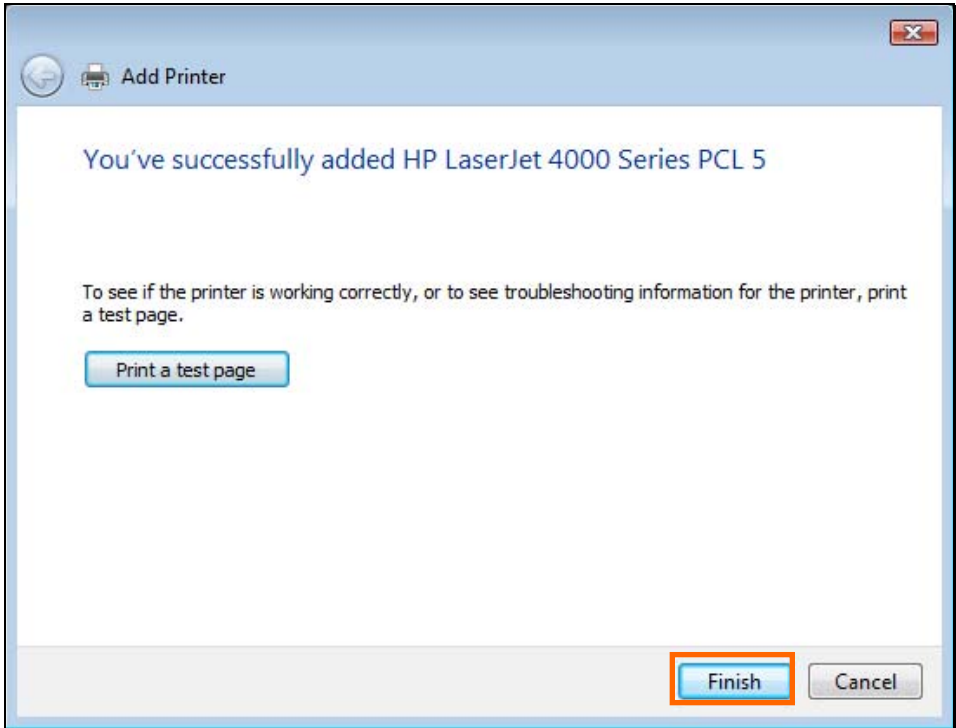 Add Printer
You've successfully added HP LaserJet 4000 Series PCL 5
To see if the printer is working correctly, or to see troubleshooting information for the printer, print
a test page.
Print a test page
Finish
Cancel